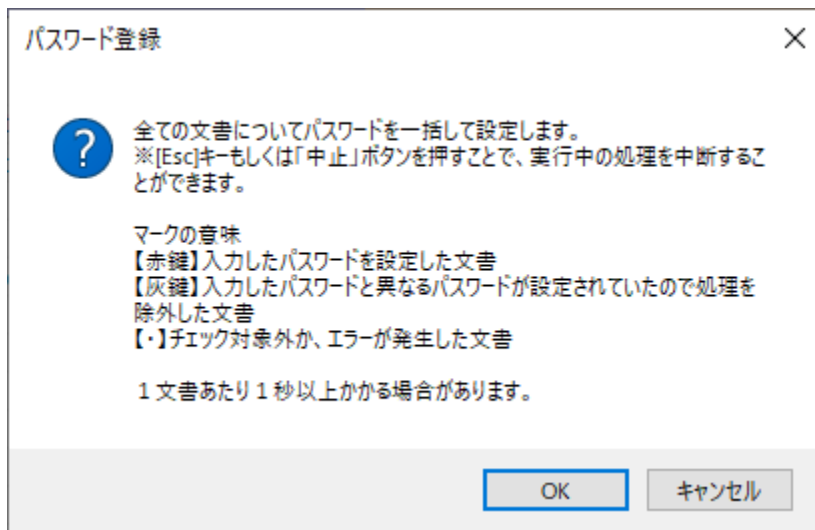 パスワード登録
全ての文書についてパスワードを一括して設定します。
※[Esc]キーもしくは「中止」ボタンを押すことで、実行中の処理を中断するこ
とができます。
マークの意味
【赤鍵】入力したパスワードを設定した文書
【灰鍵】入力したパスワードと異なるパスワードが設定されていたので処理を
除外した文書
【・】チェック対象外か、エラーが発生した文書
１文書あたり１秒以上かかる場合があります。
OK
キャンセル